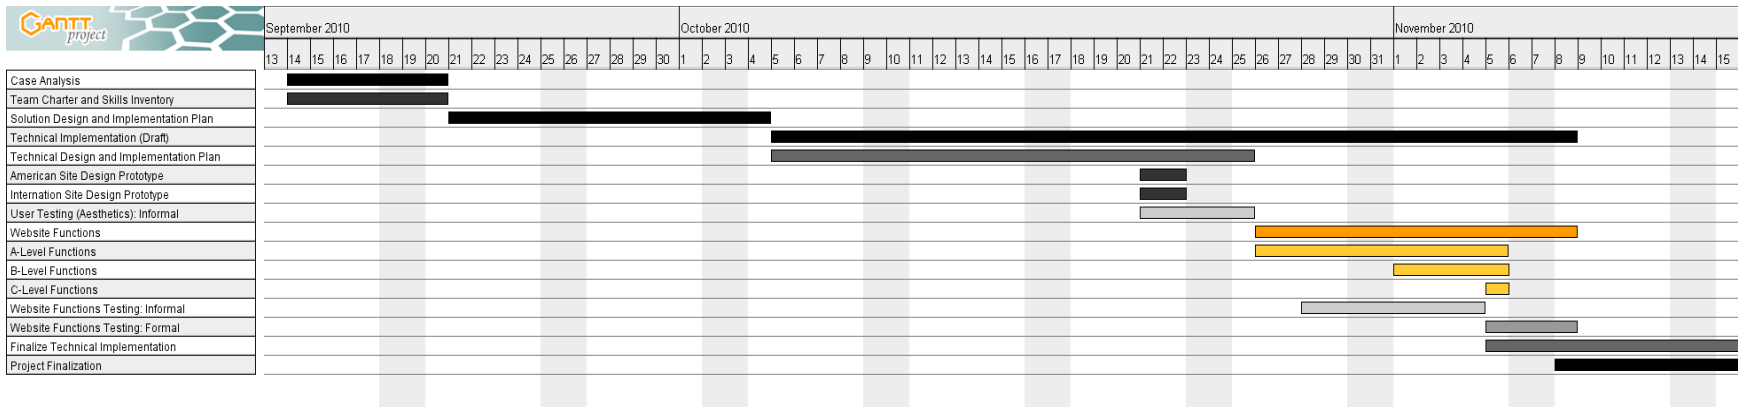 GANTT
project
September 2010 October 2010 November 2010
13 14 15 16 17 18 19 20 21 22 23 24 25 26 27 28 29 30 1 2 3 4 5 6 7 8 9 10 11 12 13 14 15 16 17 18 19 20 21 22 23 24 25 26 27 28 29 30 31 1 2 3 4 5 6 7 8 9 10 11 12 13 14 15
Case Analysis
Team Charter and Skills Inventory
Solution Design and Implementation Plan
Technical Implementation (Draft)
Technical Design and Implementation Plan
American Site Design Prototype
Internation Site Design Prototype
User Testing (Aesthetics): Informal
Website Functions
A-Level Functions
B-Level Functions
C-Level Functions
Website Functions Testing: Informal
Website Functions Testing: Formal
Finalize Technical Implementation
Project Finalization